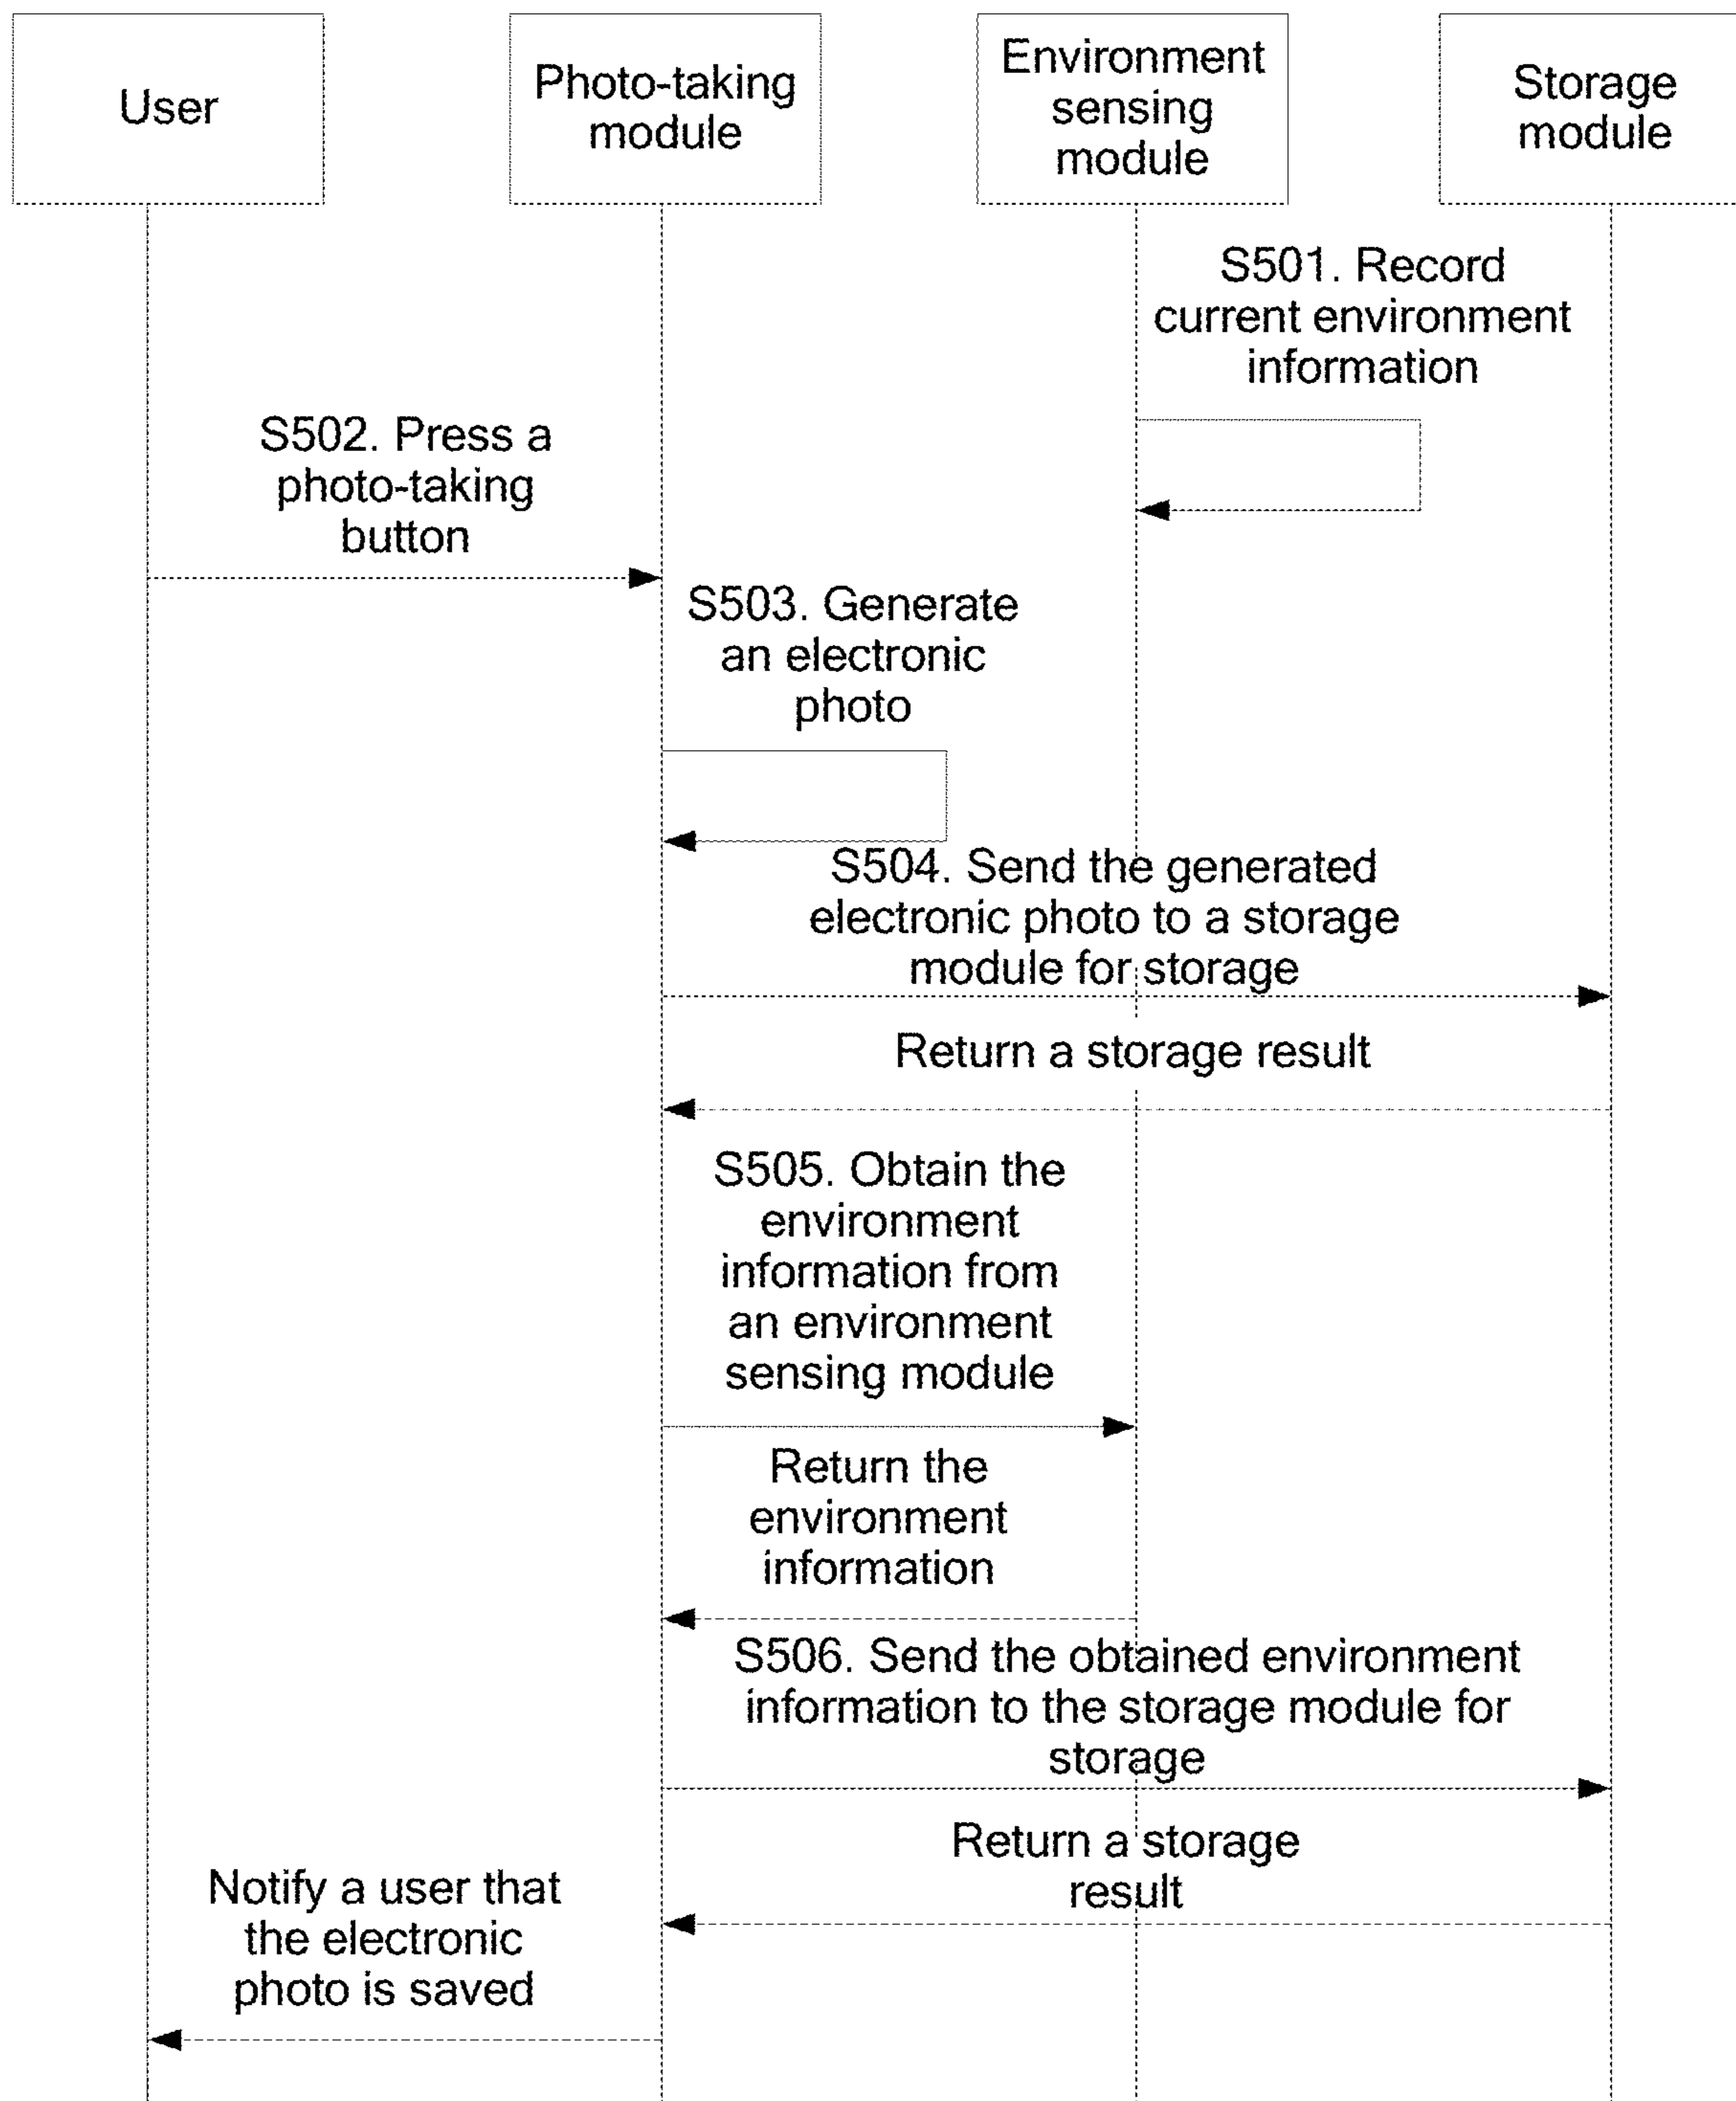 User
Photo-taking
module
Environment
sensing
module
Storage
module
S501. Record
current environment
information
S502. Press a
photo-taking
button
S503. Generate
an electronic
photo
S504. Send the generated
electronic photo to a storage
module for storage
Return a storage result
S505. Obtain the
environment
information from
an environment
sensing module
Return the
environment
information
S506. Send the obtained environment
information to the storage module for
storage
Return a storage
result
Notify a user that
the electronic
photo is saved